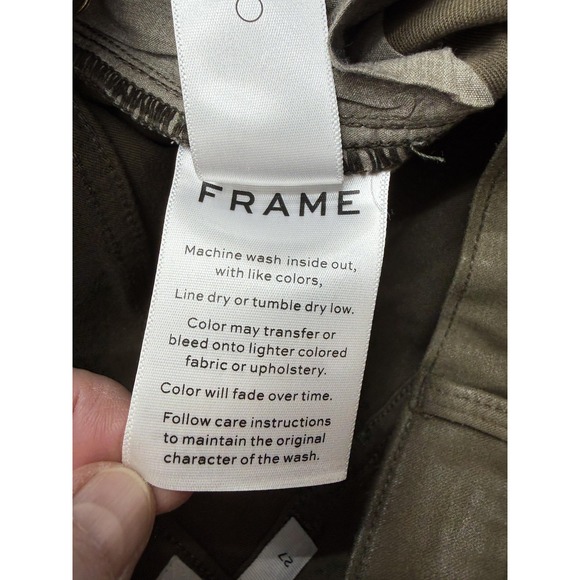 FRAME
Machine wash inside out,
with like colors,
Line dry or tumble dry low.
Color may transfer or
bleed onto lighter colored
fabric or upholstery.
Color will fade over time.
Follow care instructions
to maintain the original
character of the wash.
27